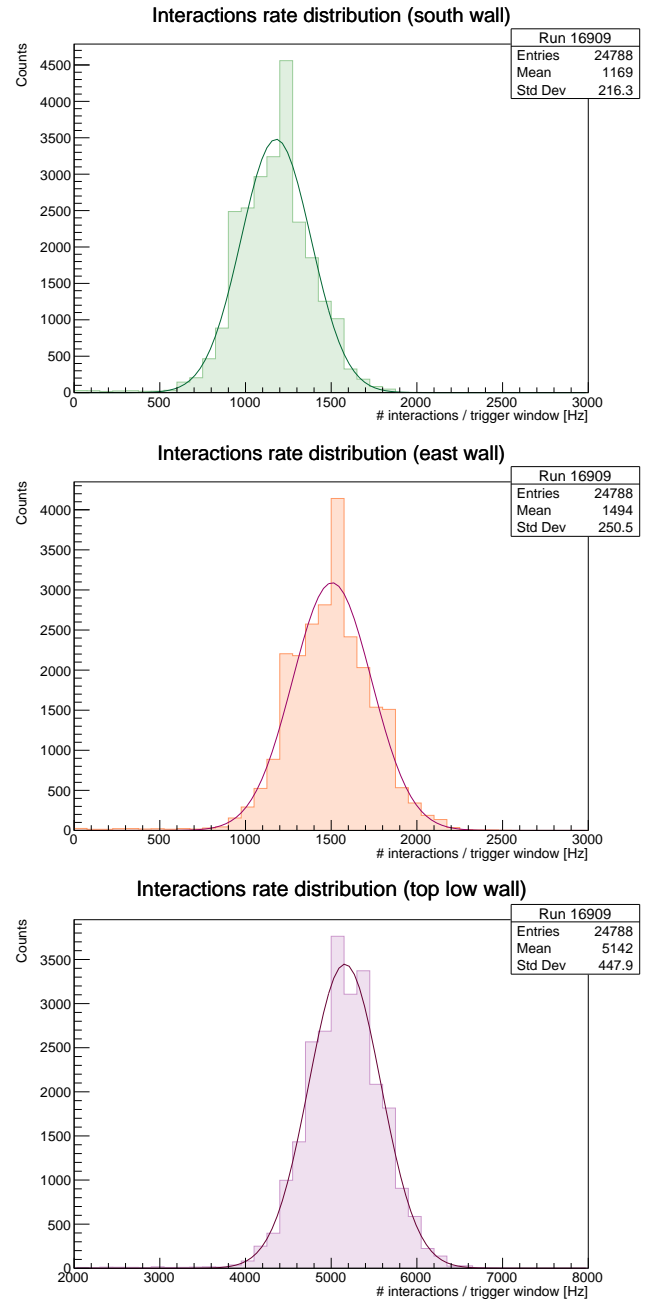 Interactions rate distribution (south wall)
Run 16909
Entries 24788
Mean 1169
Std Dev 216.3
Counts
4500
4000
3500
3000
2500
2000
1500
1000
500
0
0 500 1000 1500 2000 2500 3000
# interactions / trigger window [Hz]
Interactions rate distribution (east wall)
Run 16909
Entries 24788
Mean 1494
Std Dev 250.5
Counts
4000
3500
3000
2500
2000
1500
1000
500
0
0 500 1000 1500 2000 2500 3000
# interactions / trigger window [Hz]
Interactions rate distribution (top low wall)
Run 16909
Entries 24788
Mean 5142
Std Dev 447.9
Counts
3500
3000
2500
2000
1500
1000
500
0
2000 3000 4000 5000 6000 7000 8000
# interactions / trigger window [Hz]